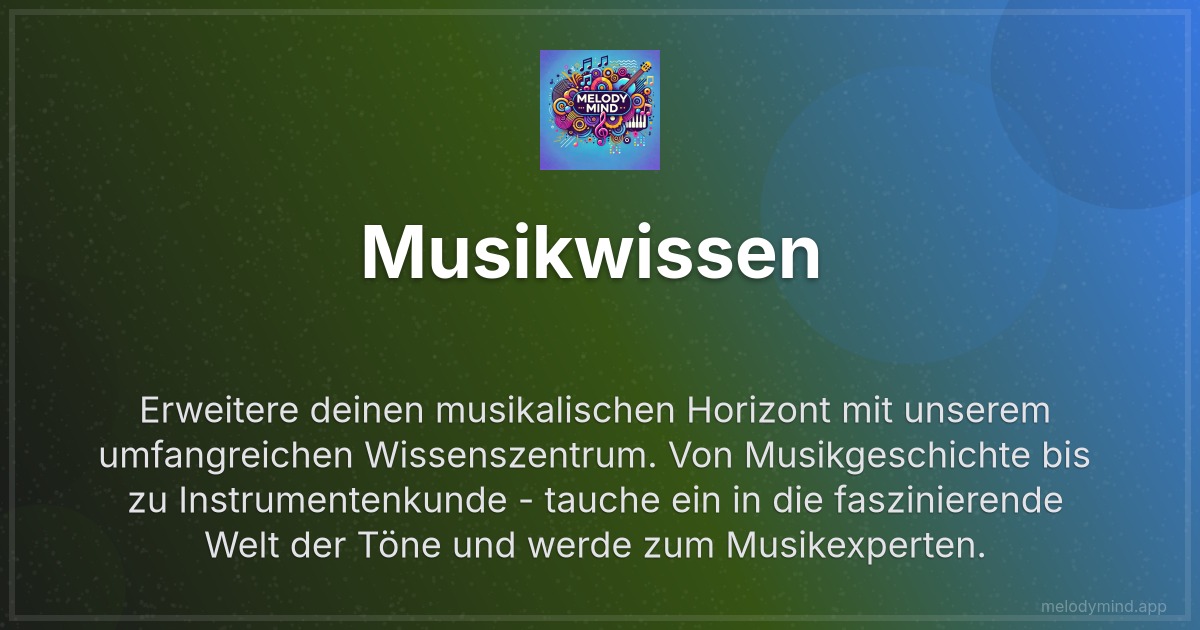 MELODY
MIND
Musikwissen
Erweitere deinen musikalischen Horizont mit unserem
umfangreichen Wissenszentrum. Von Musikgeschichte bis
zu Instrumentenkunde - tauche ein in die faszinierende
Welt der Töne und werde zum Musikexperten.
melodymind.app